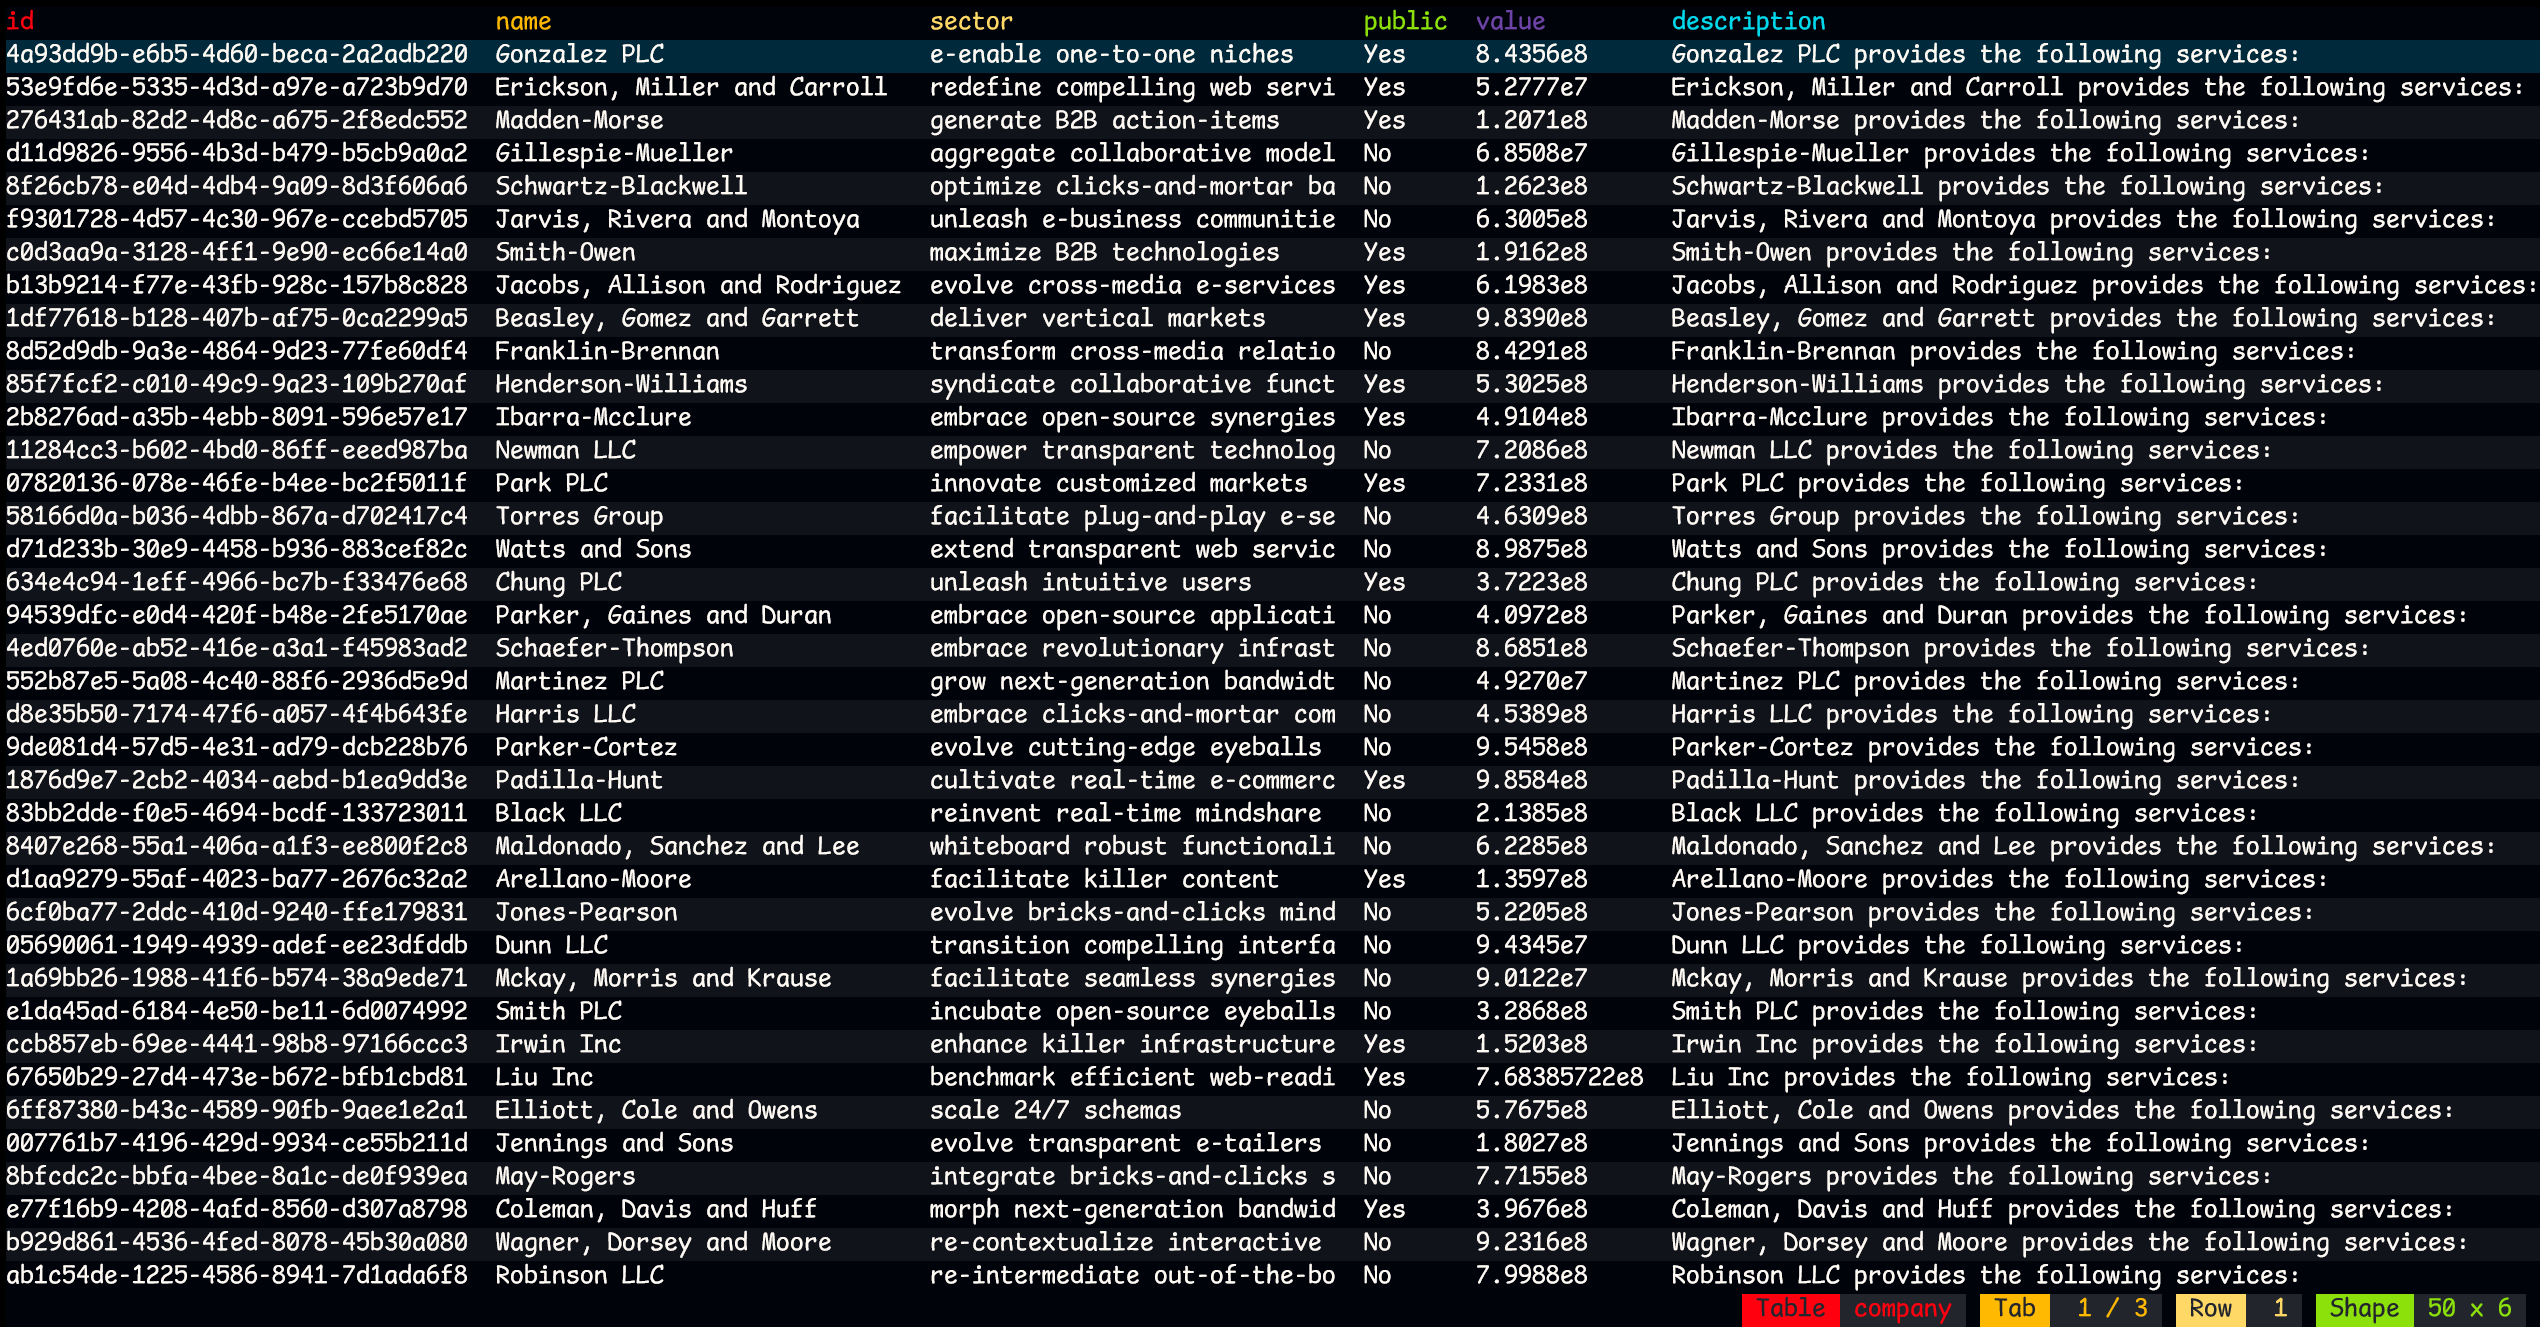 id name sector public value description
4a93dd9b-e6b5-4d60-beca-2a2adb220 Gonzalez PLC e-enable one-to-one niches Yes 8.4356e8 Gonzalez PLC provides the following services:
53e9fd6e-5335-4d3d-a97e-a723b9d70 Erickson, Miller and Carroll redefine compelling web servi Yes 5.2777e7 Erickson, Miller and Carroll provides the following services:
276431ab-82d2-4d8c-a675-2f8edc552 Madden-Morse generate B2B action-items Yes 1.2071e8 Madden-Morse provides the following services:
d11d9826-9556-4b3d-b479-b5cb9a0a2 Gillespie-Mueller aggregate collaborative model No 6.8508e7 Gillespie-Mueller provides the following services:
8f26cb78-e04d-4db4-9a09-8d3f606a6 Schwartz-Blackwell optimize clicks-and-mortar ba No 1.2623e8 Schwartz-Blackwell provides the following services:
f9301728-4d57-4c30-967e-ccebd5705 Jarvis, Rivera and Montoya unleash e-business communitie No 6.3005e8 Jarvis, Rivera and Montoya provides the following services:
c0d3aa9a-3128-4ff1-9e90-ec66e14a0 Smith-Owen maximize B2B technologies Yes 1.9162e8 Smith-Owen provides the following services:
b13b9214-f77e-43fb-928c-157b8c828 Jacobs, Allison and Rodriguez evolve cross-media e-services Yes 6.1983e8 Jacobs, Allison and Rodriguez provides the following services:
1df77618-b128-407b-af75-0ca2299a5 Beasley, Gomez and Garrett deliver vertical markets Yes 9.8390e8 Beasley, Gomez and Garrett provides the following services:
8d52d9db-9a3e-4864-9d23-77fe60df4 Franklin-Brennan transform cross-media relatio No 8.4291e8 Franklin-Brennan provides the following services:
85f7fcf2-c010-49c9-9a23-109b270af Henderson-Williams syndicate collaborative funct Yes 5.3025e8 Henderson-Williams provides the following services:
2b8276ad-a35b-4ebb-8091-596e57e17 Ibarra-Mcclure embrace open-source synergies Yes 4.9104e8 Ibarra-Mcclure provides the following services:
11284cc3-b602-4bd0-86ff-eeed987ba Newman LLC empower transparent technolog No 7.2086e8 Newman LLC provides the following services:
07820136-078e-46fe-b4ee-bc2f5011f Park PLC innovate customized markets Yes 7.2331e8 Park PLC provides the following services:
58166d0a-b036-4dbb-867a-d702417c4 Torres Group facilitate plug-and-play e-se No 4.6309e8 Torres Group provides the following services:
d71d233b-30e9-4458-b936-883cef82c Watts and Sons extend transparent web servic No 8.9875e8 Watts and Sons provides the following services:
634e4c94-1eff-4966-bc7b-f33476e68 Chung PLC unleash intuitive users Yes 3.7223e8 Chung PLC provides the following services:
94539dfc-e0d4-420f-b48e-2fe5170ae Parker, Gaines and Duran embrace open-source applicati No 4.0972e8 Parker, Gaines and Duran provides the following services:
4ed0760e-ab52-416e-a3a1-f45983ad2 Schaefer-Thompson embrace revolutionary infrast No 8.6851e8 Schaefer-Thompson provides the following services:
552b87e5-5a08-4c40-88f6-2936d5e9d Martinez PLC grow next-generation bandwidt No 4.9270e7 Martinez PLC provides the following services:
d8e35b50-7174-47f6-a057-4f4b643fe Harris LLC embrace clicks-and-mortar com No 4.5389e8 Harris LLC provides the following services:
9de081d4-57d5-4e31-ad79-dcb228b76 Parker-Cortez evolve cutting-edge eyeballs No 9.5458e8 Parker-Cortez provides the following services:
1876d9e7-2cb2-4034-aebd-b1ea9dd3e Padilla-Hunt cultivate real-time e-commerc Yes 9.8584e8 Padilla-Hunt provides the following services:
83bb2dde-f0e5-4694-bcdf-133723011 Black LLC reinvent real-time mindshare No 2.1385e8 Black LLC provides the following services:
8407e268-55a1-406a-a1f3-ee800f2c8 Maldonado, Sanchez and Lee whiteboard robust functionali No 6.2285e8 Maldonado, Sanchez and Lee provides the following services:
d1aa9279-55af-4023-ba77-2676c32a2 Arellano-Moore facilitate killer content Yes 1.3597e8 Arellano-Moore provides the following services:
6cf0ba77-2ddc-410d-9240-ffe179831 Jones-Pearson evolve bricks-and-clicks mind No 5.2205e8 Jones-Pearson provides the following services:
05690061-1949-4939-adef-ee23dfddb Dunn LLC transition compelling interfa No 9.4345e7 Dunn LLC provides the following services:
1a69bb26-1988-41f6-b574-38a9ede71 Mckay, Morris and Krause facilitate seamless synergies No 9.0122e7 Mckay, Morris and Krause provides the following services:
e1da45ad-6184-4e50-be11-6d0074992 Smith PLC incubate open-source eyeballs No 3.2868e8 Smith PLC provides the following services:
ccb857eb-69ee-4441-98b8-97166ccc3 Irwin Inc enhance killer infrastructure Yes 1.5203e8 Irwin Inc provides the following services:
67650b29-27d4-473e-b672-bfb1cbd81 Liu Inc benchmark efficient web-readi Yes 7.68385722e8 Liu Inc provides the following services:
6ff87380-b43c-4589-90fb-9aee1e2a1 Elliott, Cole and Owens scale 24/7 schemas No 5.7675e8 Elliott, Cole and Owens provides the following services:
007761b7-4196-429d-9934-ce55b211d Jennings and Sons evolve transparent e-tailers No 1.8027e8 Jennings and Sons provides the following services:
8bfcdc2c-bbfa-4bee-8a1c-de0f939ea May-Rogers integrate bricks-and-clicks s No 7.7155e8 May-Rogers provides the following services:
e77f16b9-4208-4afd-8560-d307a8798 Coleman, Davis and Huff morph next-generation bandwid Yes 3.9676e8 Coleman, Davis and Huff provides the following services:
b929d861-4536-4fed-8078-45b30a080 Wagner, Dorsey and Moore re-contextualize interactive No 9.2316e8 Wagner, Dorsey and Moore provides the following services:
ab1c54de-1225-4586-8941-7d1ada6f8 Robinson LLC re-intermediate out-of-the-bo No 7.9988e8 Robinson LLC provides the following services:
Table company Tab 1 / 3 Row 1 Shape 50 x 6